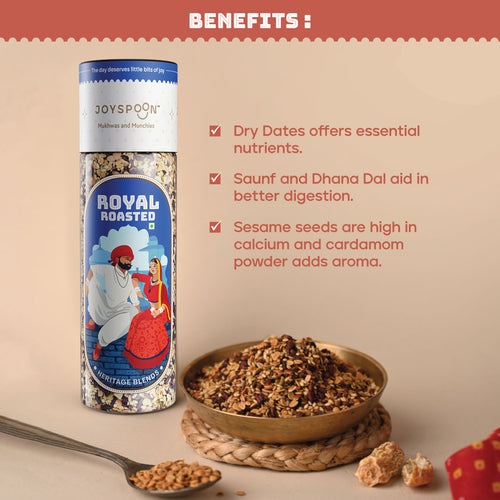 BENEFITS :
The day deserves little bits of joy
JOYSPOON™
Mukhwas and Munchies
ROYAL
ROASTED
HERITAGE BLENDS
Dry Dates offers essential
nutrients.
Saunf and Dhana Dal aid in
better digestion.
Sesame seeds are high in
calcium and cardamom
powder adds aroma.